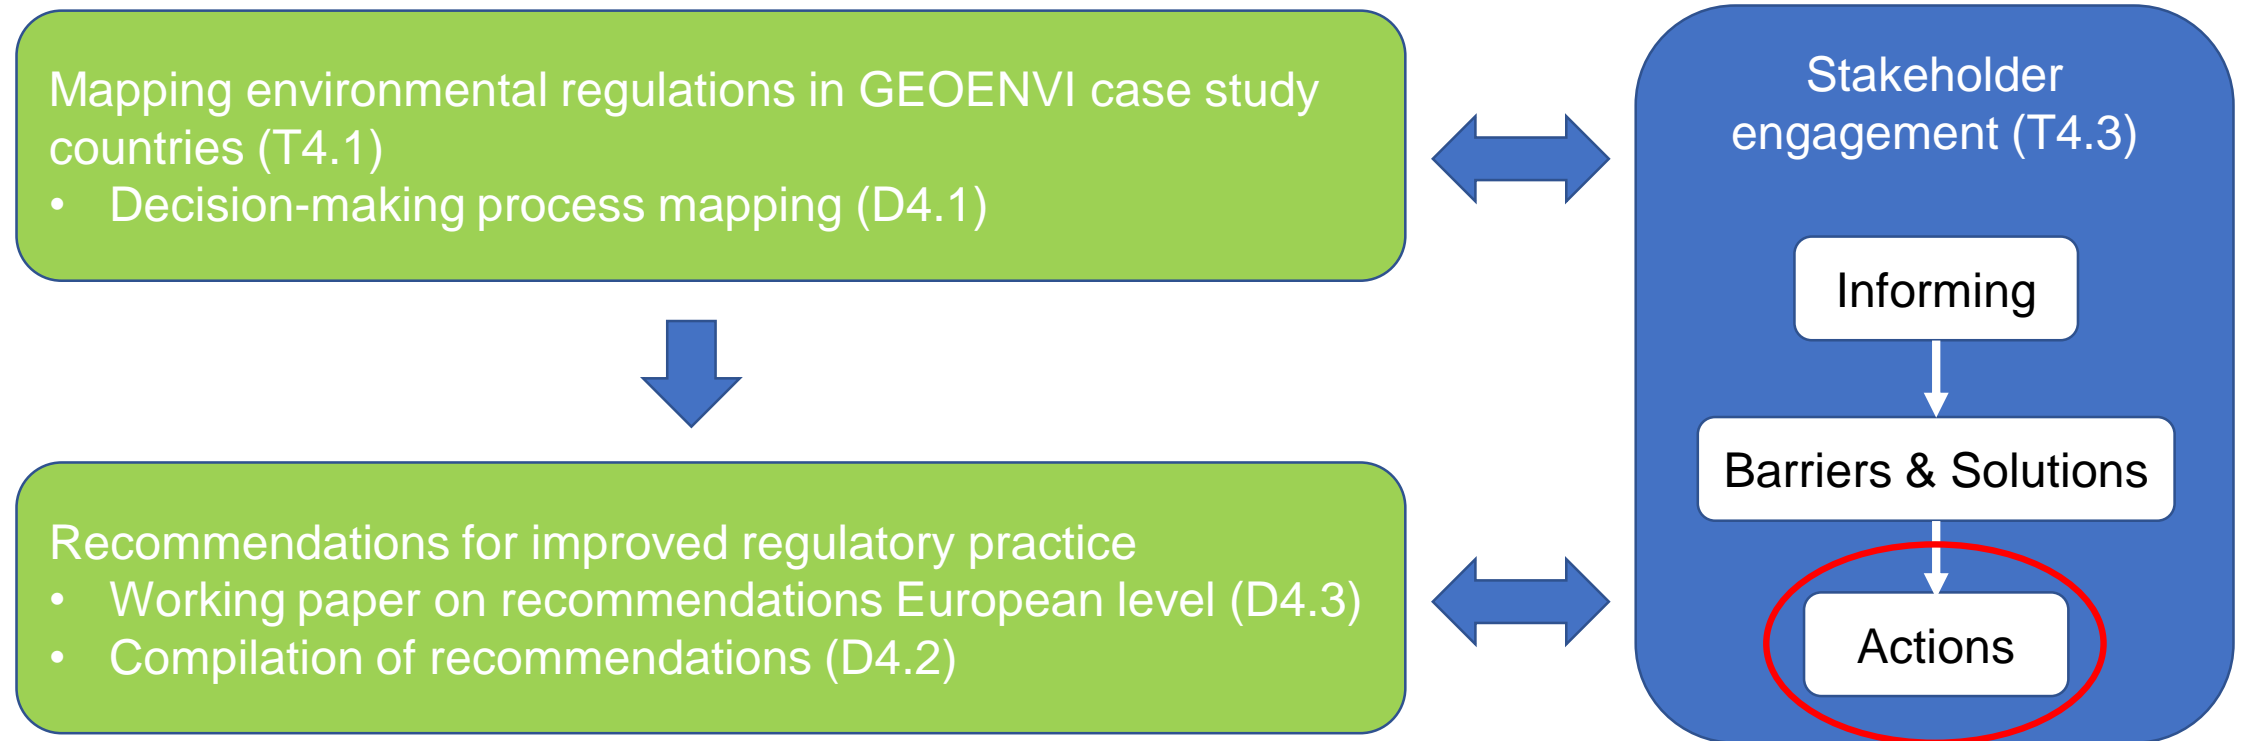 Mapping environmental regulations in GEOENVI case study
countries (T4.1)
• Decision-making process mapping (D4.1)
Recommendations for improved regulatory practice
• Working paper on recommendations European level (D4.3)
• Compilation of recommendations (D4.2)
Stakeholder
engagement (T4.3)
Informing
Barriers & Solutions
Actions